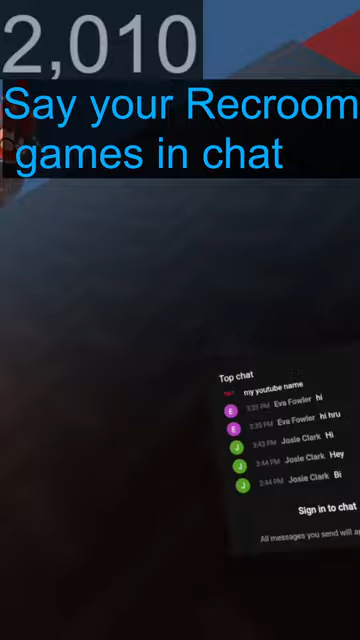 2,010
Say your Recroom
games in chat
Top chat
my youtube name
E 3:35 PM Eva Fowler hi
E 3:35 PM Eva Fowler hi hru
J 3:43 PM Josie Clark Hi
J 3:44 PM Josie Clark Hey
J 3:44 PM Josie Clark Bi
Sign in to chat
All messages you send will